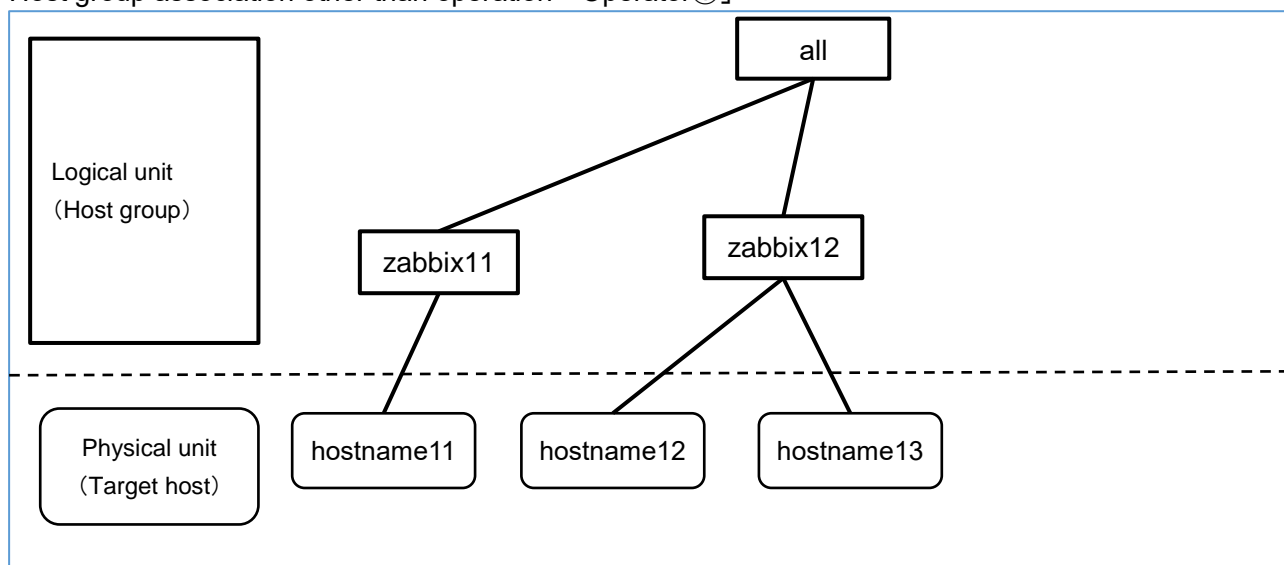 Host group association other than operation Operator①]
all
Logical unit
（Host group）
zabbix11
zabbix12
Physical unit
（Target host）
hostname11
hostname12
hostname13